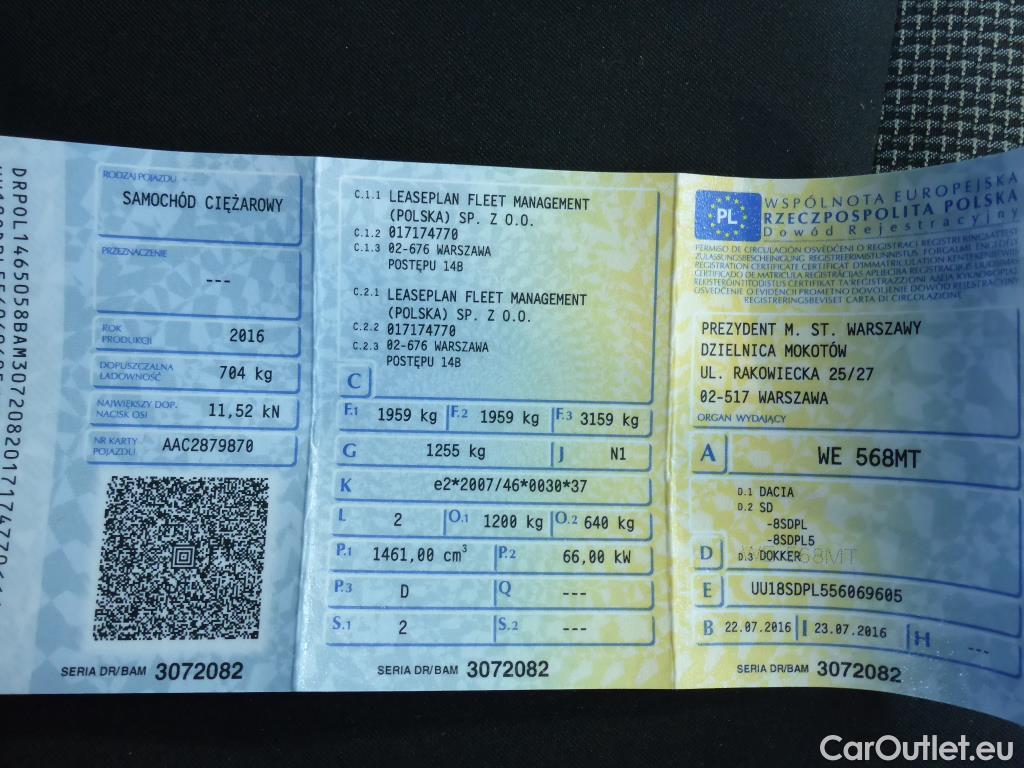 RODZAJ POJAZDU
SAMOCHÓD CIĘŻAROWY
PRZEZNACZENIE
---
ROK PRODUKCJI
2016
DOPUSZCZALNA ŁADOWNOŚĆ
704 kg
NAJWIĘKSZY DOP. NACISK OSI
11,52 kN
NR KARTY POJAZDU
AAC2879870
SERIA DR/BAM 3072082
C.1.1 LEASEPLAN FLEET MANAGEMENT
(POLSKA) SP. Z O.O.
C.1.2 017174770
C.1.3 02-676 WARSZAWA
POSTĘPU 14B
C.2.1 LEASEPLAN FLEET MANAGEMENT
(POLSKA) SP. Z O.O.
C.2.2 017174770
C.2.3 02-676 WARSZAWA
POSTĘPU 14B
C
F.1 1959 kg F.2 1959 kg F.3 3159 kg
G 1255 kg J N1
K e2*2007/46*0030*37
L 2 O.1 1200 kg O.2 640 kg
P.1 1461,00 cm³ P.2 66,00 kW
P.3 D Q ---
S.1 2 S.2 ---
SERIA DR/BAM 3072082
PL
WSPÓLNOTA EUROPEJSKA
RZECZPOSPOLITA POLSKA
Dowód Rejestracyjny
PREZYDENT M. ST. WARSZAWY
DZIELNICA MOKOTÓW
UL. RAKOWIECKA 25/27
02-517 WARSZAWA
ORGAN WYDAJĄCY
A WE 568MT
D.1 DACIA
D.2 SD
-8SDPL
-8SDPL5
D D.3 DOKKER
E UU18SDPL556069605
B 22.07.2016 I 23.07.2016 H ---
SERIA DR/BAM 3072082
CarOutlet.eu